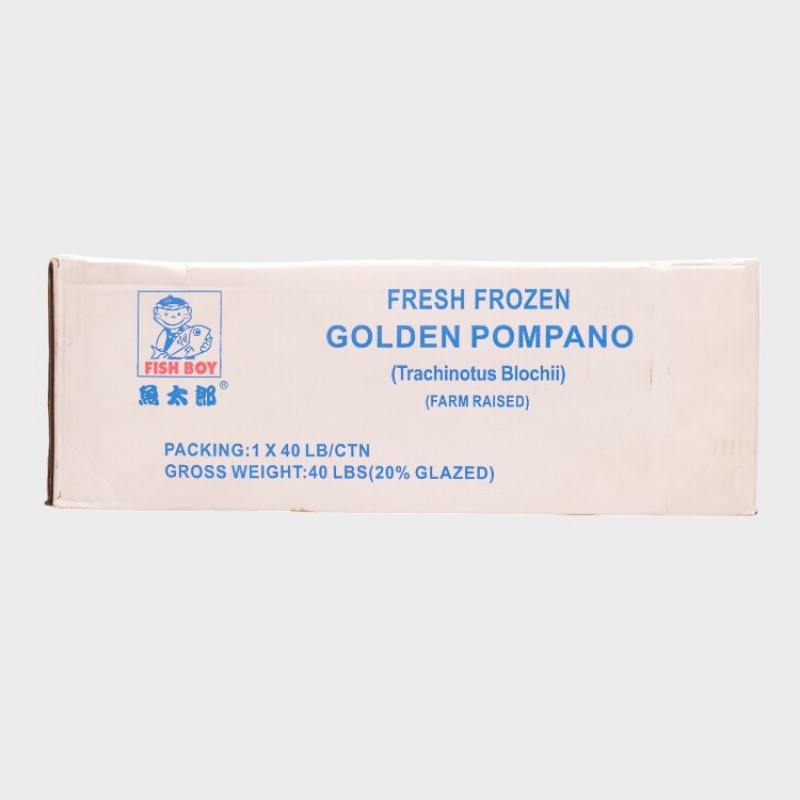 FRESH FROZEN
GOLDEN POMPANO
(Trachinotus Blochii)
(FARM RAISED)
FISH BOY
魚太郎®
PACKING:1 X 40 LB/CTN
GROSS WEIGHT:40 LBS(20% GLAZED)